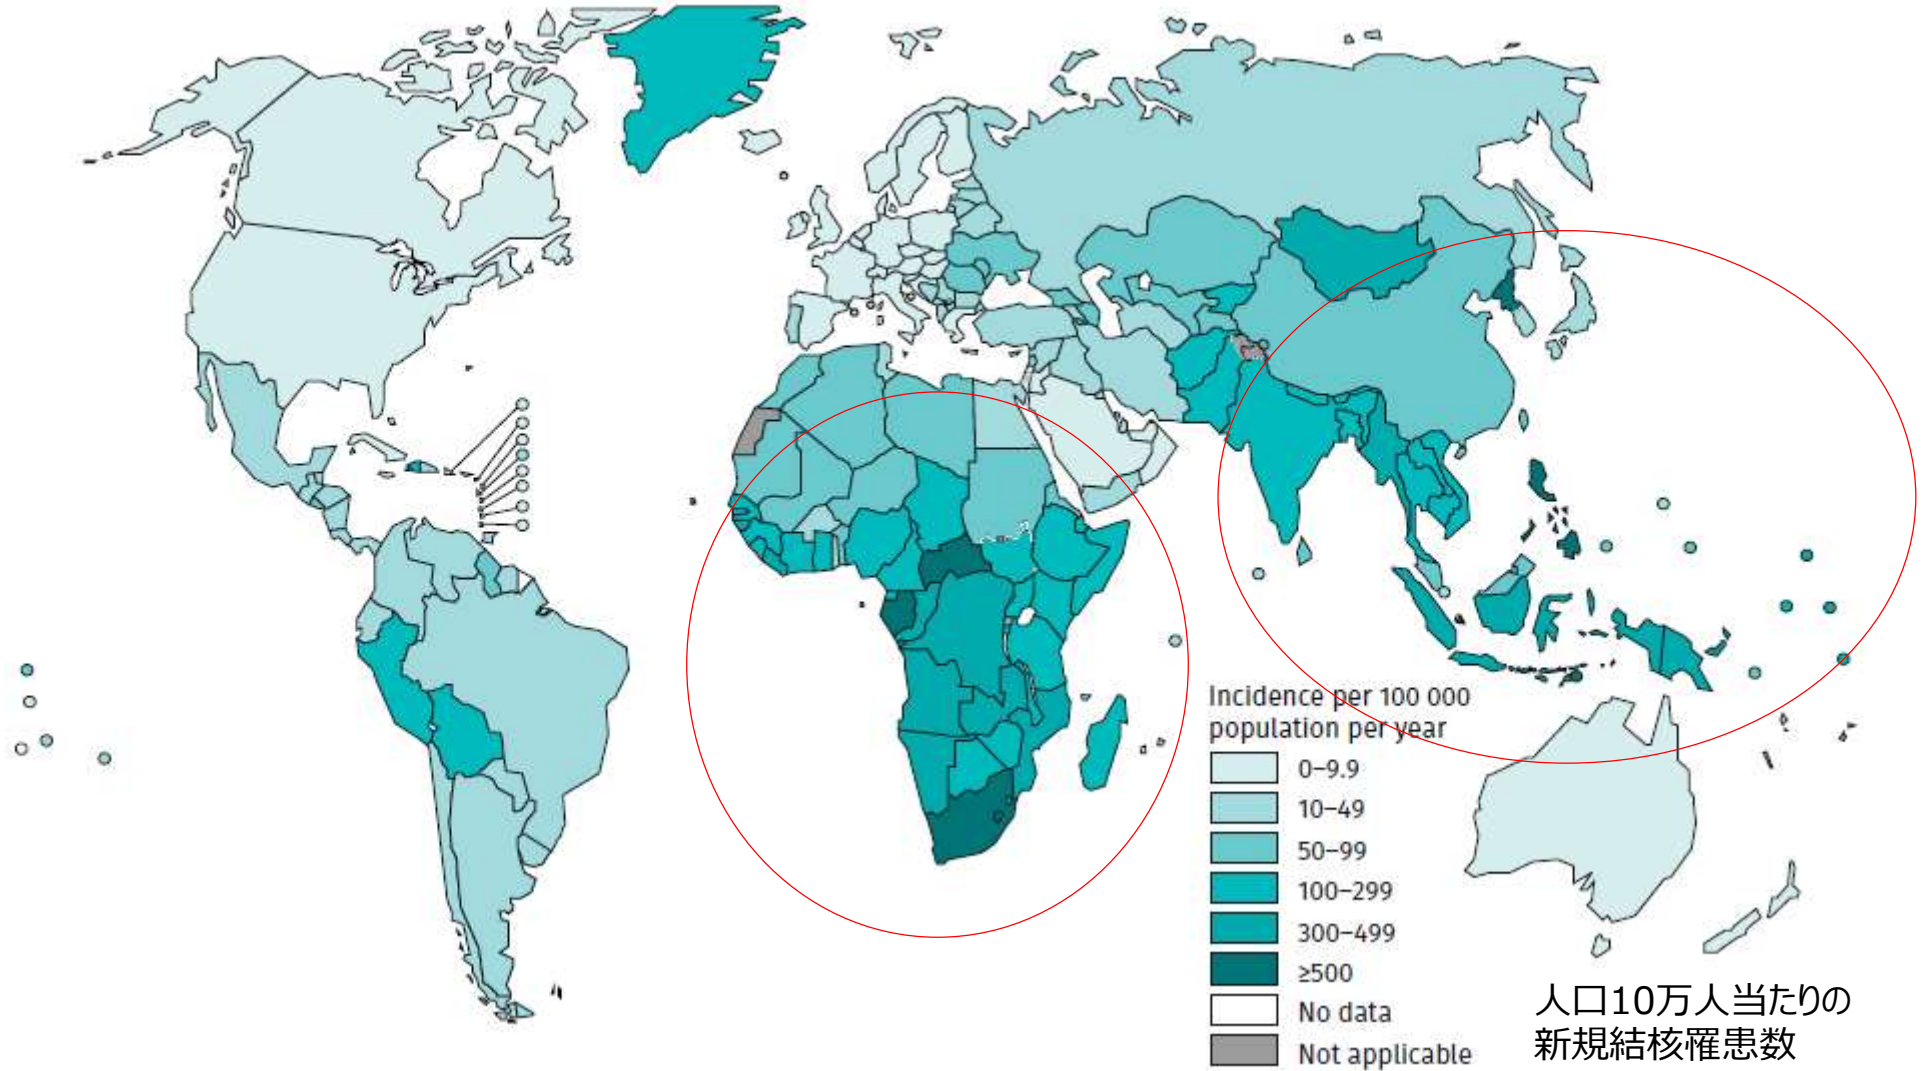 Incidence per 100 000
population per year
0–9.9
10–49
50–99
100–299
300–499
≥500
No data
Not applicable
人口10万人当たりの
新規結核罹患数